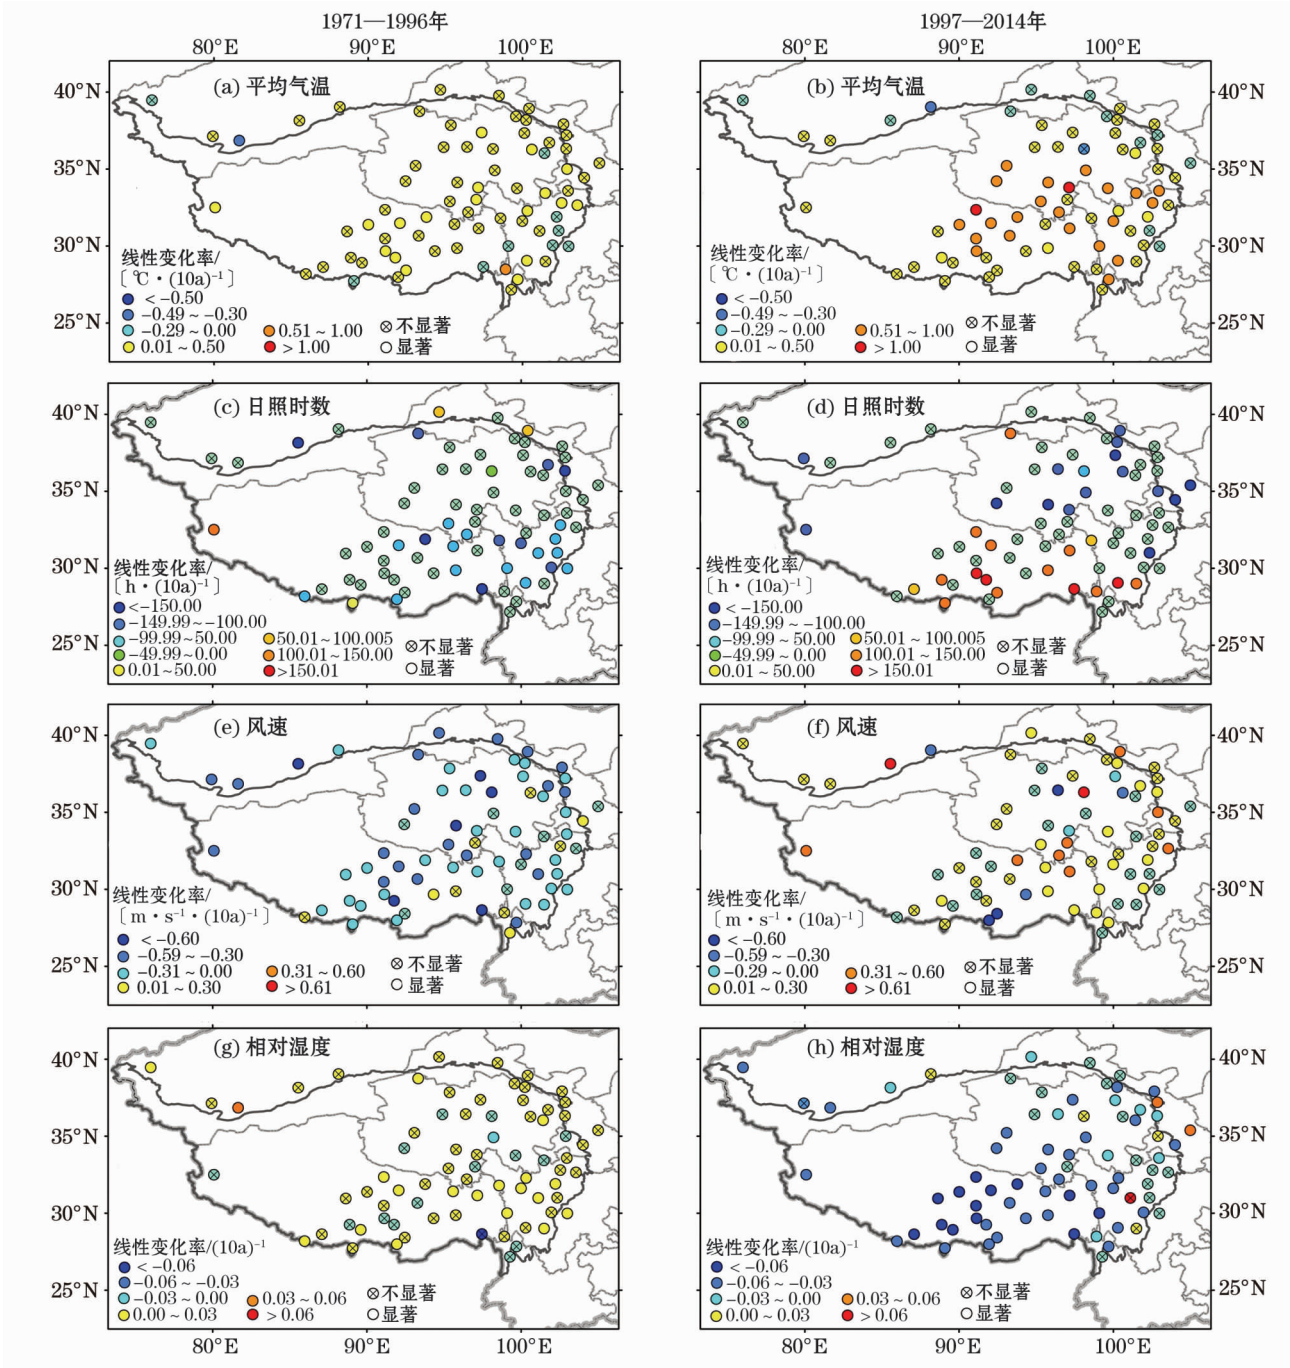 1971—1996年 1997—2014年
80°E 90°E 100°E 80°E 90°E 100°E
(a) 平均气温
40°N
35°N
30°N
25°N
线性变化率/
[℃·(10a)⁻¹]
< −0.50
−0.49 ~ −0.30
−0.29 ~ 0.00
0.01 ~ 0.50
0.51 ~ 1.00
> 1.00
不显著
显著
(b) 平均气温
40°N
35°N
30°N
25°N
线性变化率/
[℃·(10a)⁻¹]
< −0.50
−0.49 ~ −0.30
−0.29 ~ 0.00
0.01 ~ 0.50
0.51 ~ 1.00
> 1.00
不显著
显著
(c) 日照时数
40°N
35°N
30°N
25°N
线性变化率/
[h·(10a)⁻¹]
<−150.00
−149.99~−100.00
−99.99~50.00
−49.99~0.00
0.01~50.00
50.01~100.005
100.01~150.00
>150.01
不显著
显著
(d) 日照时数
40°N
35°N
30°N
25°N
线性变化率/
[h·(10a)⁻¹]
< −150.00
−149.99~−100.00
−99.99~50.00
−49.99~0.00
0.01~50.00
50.01~100.005
100.01~150.00
> 150.01
不显著
显著
(e) 风速
40°N
35°N
30°N
25°N
线性变化率/
[m·s⁻¹·(10a)⁻¹]
< −0.60
−0.59~ −0.30
−0.31 ~ 0.00
0.01 ~ 0.30
0.31 ~ 0.60
> 0.61
不显著
显著
(f) 风速
40°N
35°N
30°N
25°N
线性变化率/
[m·s⁻¹·(10a)⁻¹]
< −0.60
−0.59~ −0.30
−0.29 ~ 0.00
0.01 ~ 0.30
0.31 ~ 0.60
> 0.61
不显著
显著
(g) 相对湿度
40°N
35°N
30°N
25°N
线性变化率/(10a)⁻¹
< −0.06
−0.06 ~ −0.03
−0.03 ~ 0.00
0.00 ~ 0.03
0.03 ~ 0.06
> 0.06
不显著
显著
(h) 相对湿度
40°N
35°N
30°N
25°N
线性变化率/(10a)⁻¹
< −0.06
−0.06 ~ −0.03
−0.03 ~ 0.00
0.00 ~ 0.03
0.03 ~ 0.06
> 0.06
不显著
显著
80°E 90°E 100°E 80°E 90°E 100°E